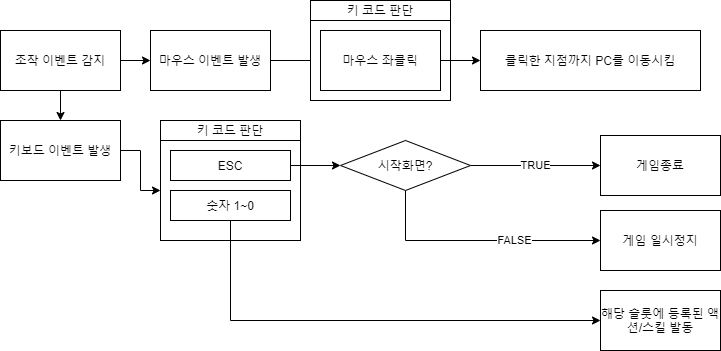 키 코드 판단
조작 이벤트 감지
마우스 이벤트 발생
마우스 좌클릭
클릭한 지점까지 PC를 이동시킴
키보드 이벤트 발생
키 코드 판단
ESC
시작화면?
TRUE
게임종료
숫자 1~0
FALSE
게임 일시정지
해당 슬롯에 등록된 액
션/스킬 발동